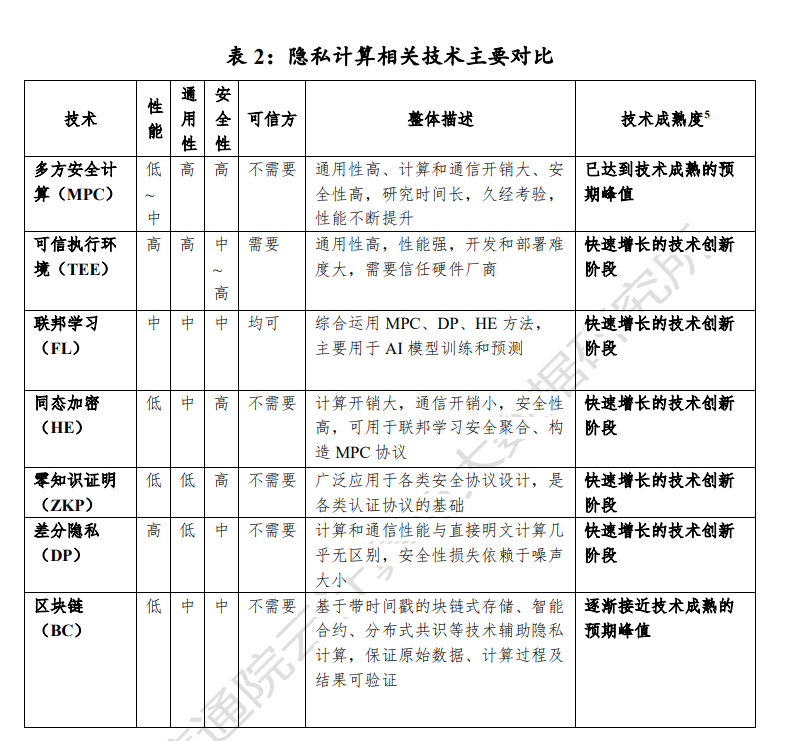 表 2：隐私计算相关技术主要对比
技术 性能 通用性 安全性 可信方 整体描述 技术成熟度5
多方安全计算（MPC） 低~中 高 高 不需要 通用性高、计算和通信开销大、安全性高，研究时间长，久经考验，性能不断提升 已达到技术成熟的预期峰值
可信执行环境（TEE） 高 高 中~高 需要 通用性高，性能强，开发和部署难度大，需要信任硬件厂商 快速增长的技术创新阶段
联邦学习（FL） 中 中 中 均可 综合运用 MPC、DP、HE 方法，主要用于 AI 模型训练和预测 快速增长的技术创新阶段
同态加密（HE） 低 中 高 不需要 计算开销大，通信开销小，安全性高，可用于联邦学习安全聚合、构造 MPC 协议 快速增长的技术创新阶段
零知识证明（ZKP） 低 低 高 不需要 广泛应用于各类安全协议设计，是各类认证协议的基础 快速增长的技术创新阶段
差分隐私（DP） 高 低 中 不需要 计算和通信性能与直接明文计算几乎无区别，安全性损失依赖于噪声大小 快速增长的技术创新阶段
区块链（BC） 低 中 中 不需要 基于带时间戳的块链式存储、智能合约、分布式共识等技术辅助隐私计算，保证原始数据、计算过程及结果可验证 逐渐接近技术成熟的预期峰值